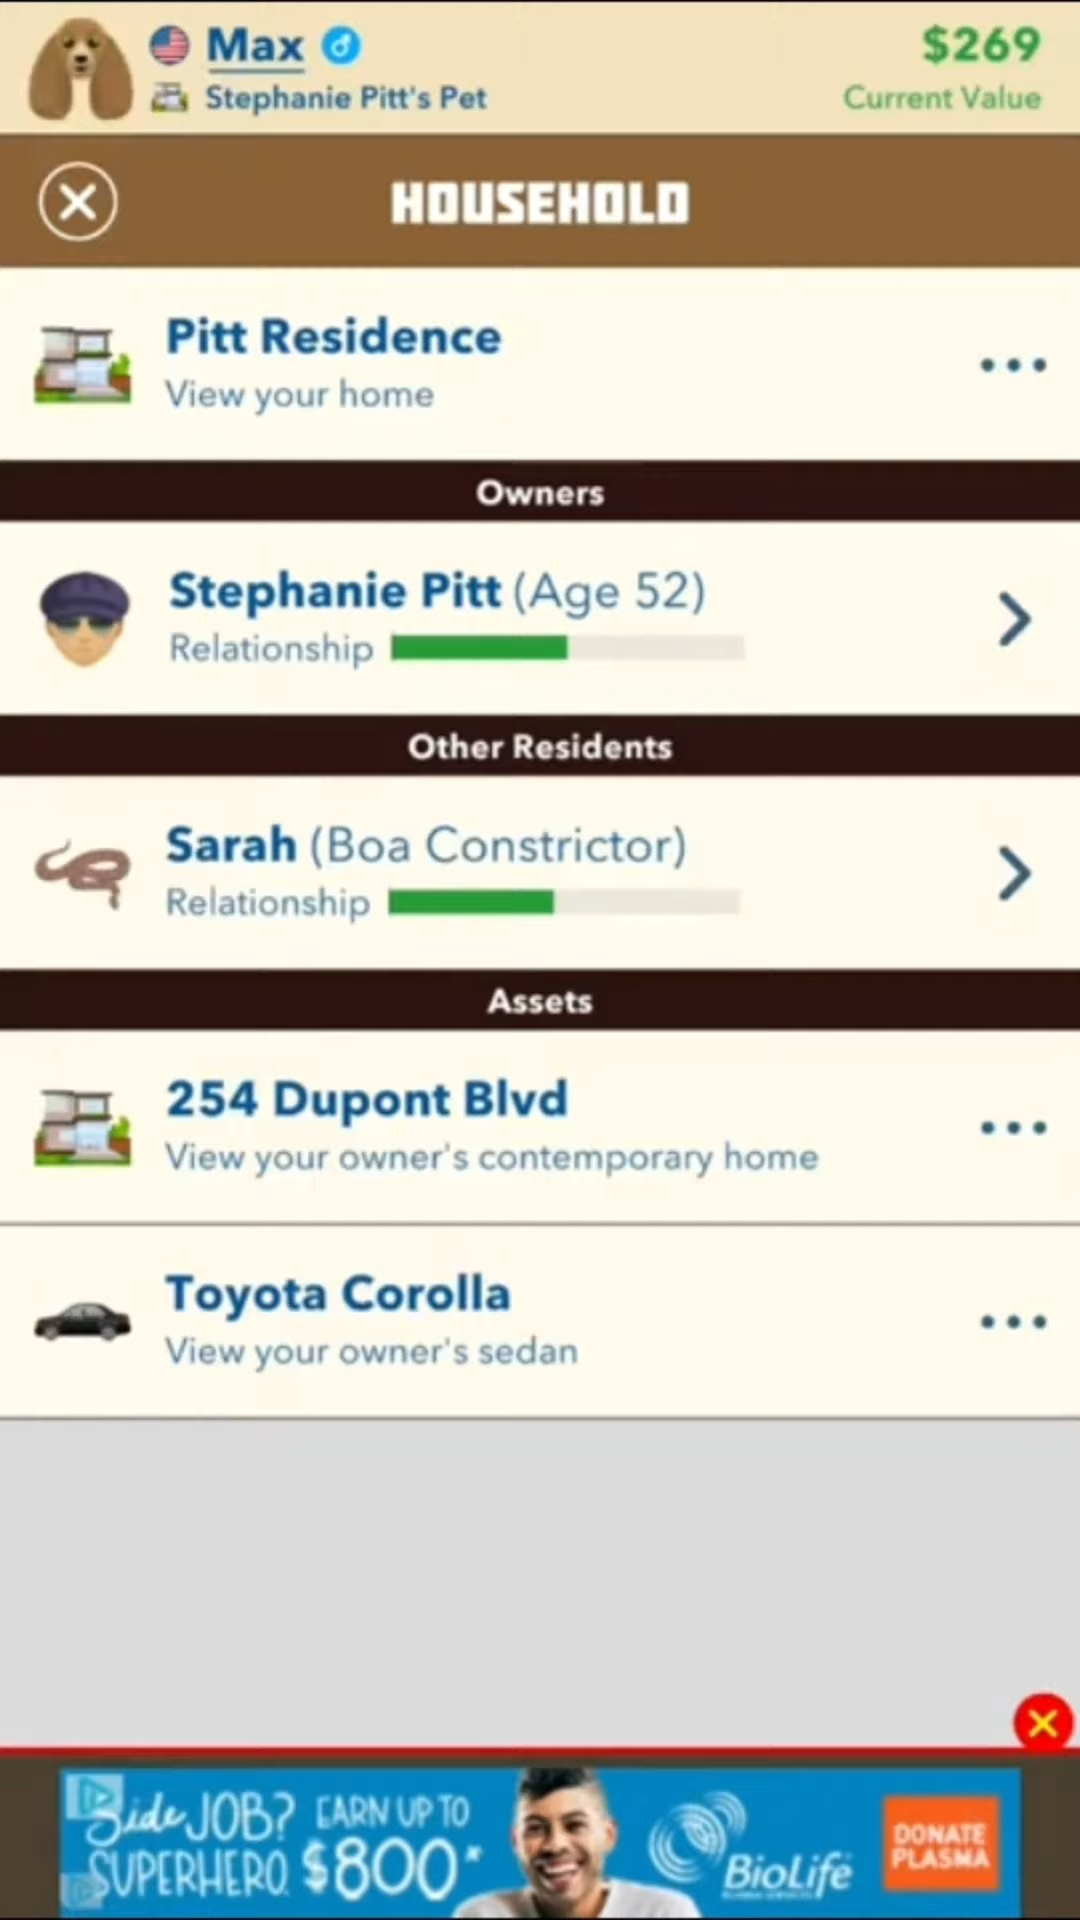 Max
$269
Stephanie Pitt's Pet
Current Value
HOUSEHOLD
Pitt Residence
View your home
Owners
Stephanie Pitt (Age 52)
Relationship
Other Residents
Sarah (Boa Constrictor)
Relationship
Assets
254 Dupont Blvd
View your owner's contemporary home
Toyota Corolla
View your owner's sedan
Side JOB? EARN UP TO
SUPERHERO. $800*
BioLife
DONATE
PLASMA